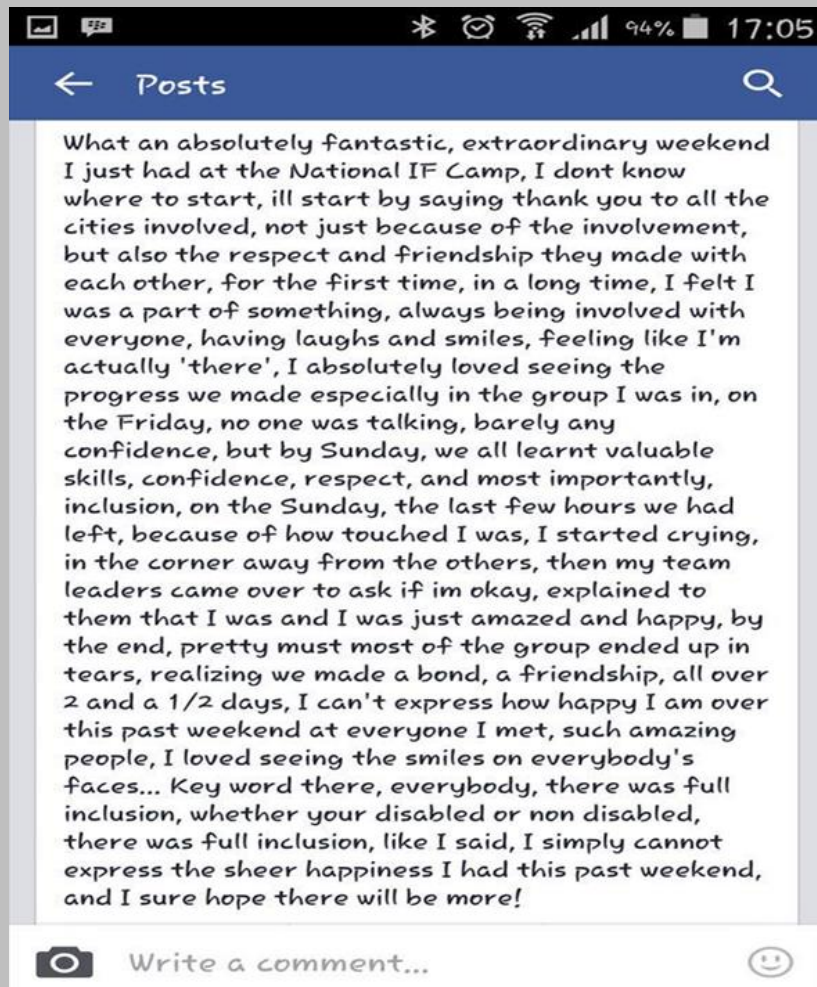 94% 17:05
Posts
What an absolutely fantastic, extraordinary weekend
I just had at the National IF Camp, I dont know
where to start, ill start by saying thank you to all the
cities involved, not just because of the involvement,
but also the respect and friendship they made with
each other, for the first time, in a long time, I felt I
was a part of something, always being involved with
everyone, having laughs and smiles, feeling like I'm
actually 'there', I absolutely loved seeing the
progress we made especially in the group I was in, on
the Friday, no one was talking, barely any
confidence, but by Sunday, we all learnt valuable
skills, confidence, respect, and most importantly,
inclusion, on the Sunday, the last few hours we had
left, because of how touched I was, I started crying,
in the corner away from the others, then my team
leaders came over to ask if im okay, explained to
them that I was and I was just amazed and happy, by
the end, pretty must most of the group ended up in
tears, realizing we made a bond, a friendship, all over
2 and a 1/2 days, I can't express how happy I am over
this past weekend at everyone I met, such amazing
people, I loved seeing the smiles on everybody's
faces... Key word there, everybody, there was full
inclusion, whether your disabled or non disabled,
there was full inclusion, like I said, I simply cannot
express the sheer happiness I had this past weekend,
and I sure hope there will be more!
Write a comment...